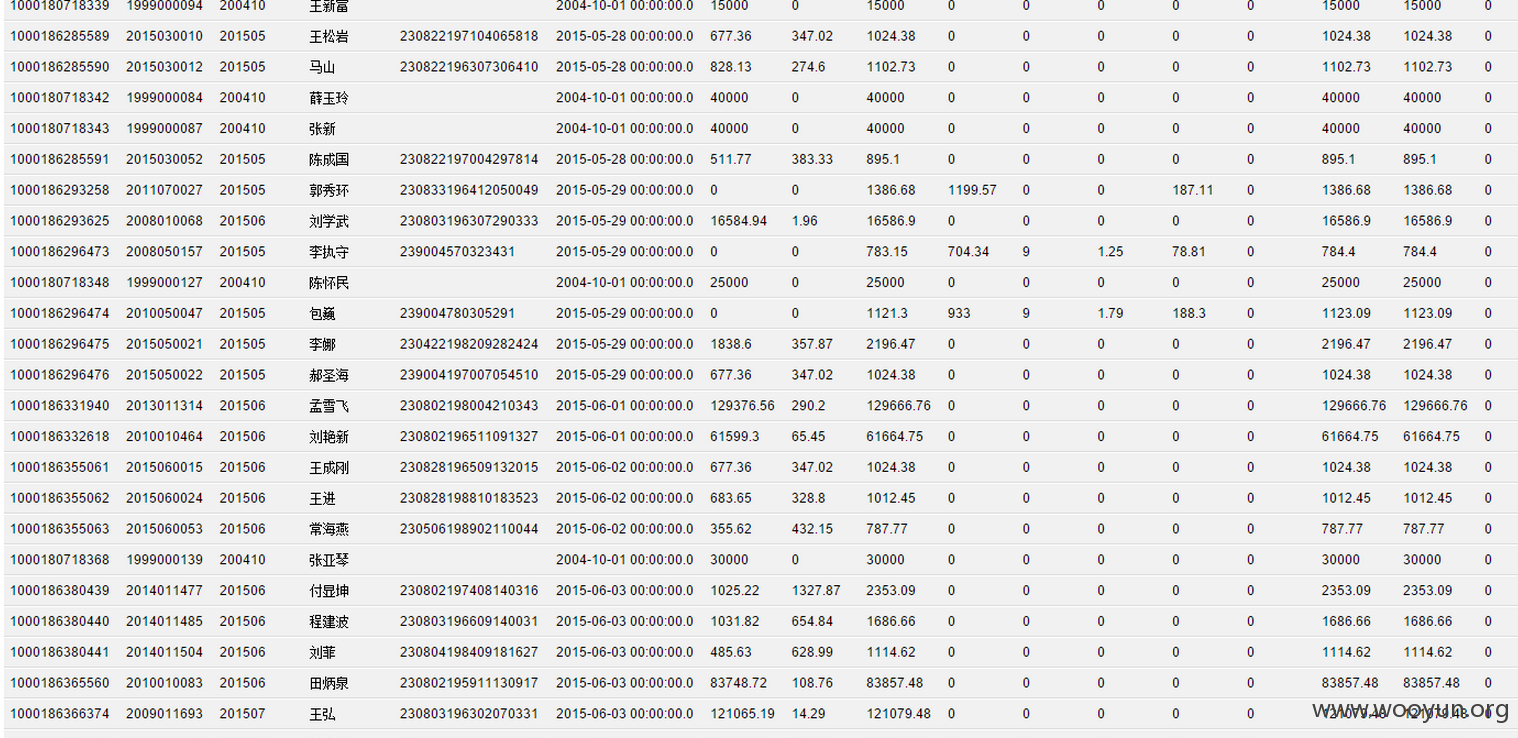 1000180718339 1999000094 200410 王新富 2004-10-01 00:00:00.0 15000 0 15000 0 0 0 0 0 15000 15000 0
1000186285589 2015030010 201505 王松岩 230822197104065818 2015-05-28 00:00:00.0 677.36 347.02 1024.38 0 0 0 0 0 1024.38 1024.38 0
1000186285590 2015030012 201505 马山 230822196307306410 2015-05-28 00:00:00.0 828.13 274.6 1102.73 0 0 0 0 0 1102.73 1102.73 0
1000180718342 1999000084 200410 薛玉玲 2004-10-01 00:00:00.0 40000 0 40000 0 0 0 0 0 40000 40000 0
1000180718343 1999000087 200410 张新 2004-10-01 00:00:00.0 40000 0 40000 0 0 0 0 0 40000 40000 0
1000186285591 2015030052 201505 陈成国 230822197004297814 2015-05-28 00:00:00.0 511.77 383.33 895.1 0 0 0 0 0 895.1 895.1 0
1000186293258 2011070027 201505 郭秀环 230833196412050049 2015-05-29 00:00:00.0 0 0 1386.68 1199.57 0 0 187.11 0 1386.68 1386.68 0
1000186293625 2008010068 201506 刘学武 230803196307290333 2015-05-29 00:00:00.0 16584.94 1.96 16586.9 0 0 0 0 0 16586.9 16586.9 0
1000186296473 2008050157 201505 李执守 239004570323431 2015-05-29 00:00:00.0 0 0 783.15 704.34 9 1.25 78.81 0 784.4 784.4 0
1000180718348 1999000127 200410 陈怀民 2004-10-01 00:00:00.0 25000 0 25000 0 0 0 0 0 25000 25000 0
1000186296474 2010050047 201505 包巍 239004780305291 2015-05-29 00:00:00.0 0 0 1121.3 933 9 1.79 188.3 0 1123.09 1123.09 0
1000186296475 2015050021 201505 李娜 230422198209282424 2015-05-29 00:00:00.0 1838.6 357.87 2196.47 0 0 0 0 0 2196.47 2196.47 0
1000186296476 2015050022 201505 郝圣海 239004197007054510 2015-05-29 00:00:00.0 677.36 347.02 1024.38 0 0 0 0 0 1024.38 1024.38 0
1000186331940 2013011314 201506 孟雪飞 230802198004210343 2015-06-01 00:00:00.0 129376.56 290.2 129666.76 0 0 0 0 0 129666.76 129666.76 0
1000186332618 2010010464 201506 刘艳新 230802196511091327 2015-06-01 00:00:00.0 61599.3 65.45 61664.75 0 0 0 0 0 61664.75 61664.75 0
1000186355061 2015060015 201506 王成刚 230828196509132015 2015-06-02 00:00:00.0 677.36 347.02 1024.38 0 0 0 0 0 1024.38 1024.38 0
1000186355062 2015060024 201506 王进 230828198810183523 2015-06-02 00:00:00.0 683.65 328.8 1012.45 0 0 0 0 0 1012.45 1012.45 0
1000186355063 2015060053 201506 常海燕 230506198902110044 2015-06-02 00:00:00.0 355.62 432.15 787.77 0 0 0 0 0 787.77 787.77 0
1000180718368 1999000139 200410 张亚琴 2004-10-01 00:00:00.0 30000 0 30000 0 0 0 0 0 30000 30000 0
1000186380439 2014011477 201506 付显坤 230802197408140316 2015-06-03 00:00:00.0 1025.22 1327.87 2353.09 0 0 0 0 0 2353.09 2353.09 0
1000186380440 2014011485 201506 程建波 230803196609140031 2015-06-03 00:00:00.0 1031.82 654.84 1686.66 0 0 0 0 0 1686.66 1686.66 0
1000186380441 2014011504 201506 刘菲 230804198409181627 2015-06-03 00:00:00.0 485.63 628.99 1114.62 0 0 0 0 0 1114.62 1114.62 0
1000186365560 2010010083 201506 田炳泉 230802195911130917 2015-06-03 00:00:00.0 83748.72 108.76 83857.48 0 0 0 0 0 83857.48 83857.48 0
1000186366374 2009011693 201507 王弘 230803196302070331 2015-06-03 00:00:00.0 121065.19 14.29 121079.48 0 0 0 0 0 121079.48 121079.48 0
www.wooyun.org